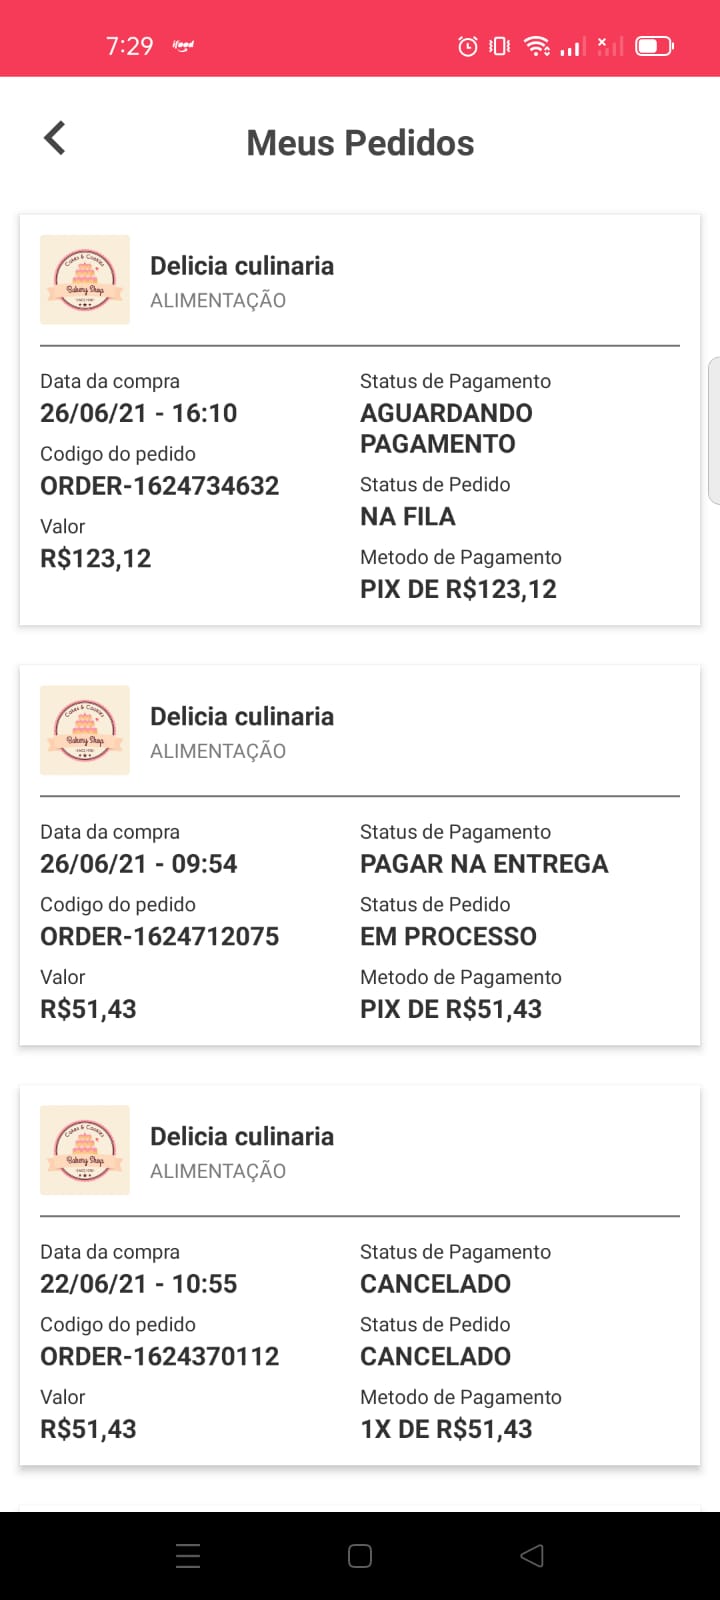 7:29
ifood
Meus Pedidos
Cakes & Cookies
Bakery Shop
Delicia culinaria
ALIMENTAÇÃO
Data da compra
26/06/21 - 16:10
Codigo do pedido
ORDER-1624734632
Valor
R$123,12
Status de Pagamento
AGUARDANDO
PAGAMENTO
Status de Pedido
NA FILA
Metodo de Pagamento
PIX DE R$123,12
Cakes & Cookies
Bakery Shop
Delicia culinaria
ALIMENTAÇÃO
Data da compra
26/06/21 - 09:54
Codigo do pedido
ORDER-1624712075
Valor
R$51,43
Status de Pagamento
PAGAR NA ENTREGA
Status de Pedido
EM PROCESSO
Metodo de Pagamento
PIX DE R$51,43
Cakes & Cookies
Bakery Shop
Delicia culinaria
ALIMENTAÇÃO
Data da compra
22/06/21 - 10:55
Codigo do pedido
ORDER-1624370112
Valor
R$51,43
Status de Pagamento
CANCELADO
Status de Pedido
CANCELADO
Metodo de Pagamento
1X DE R$51,43